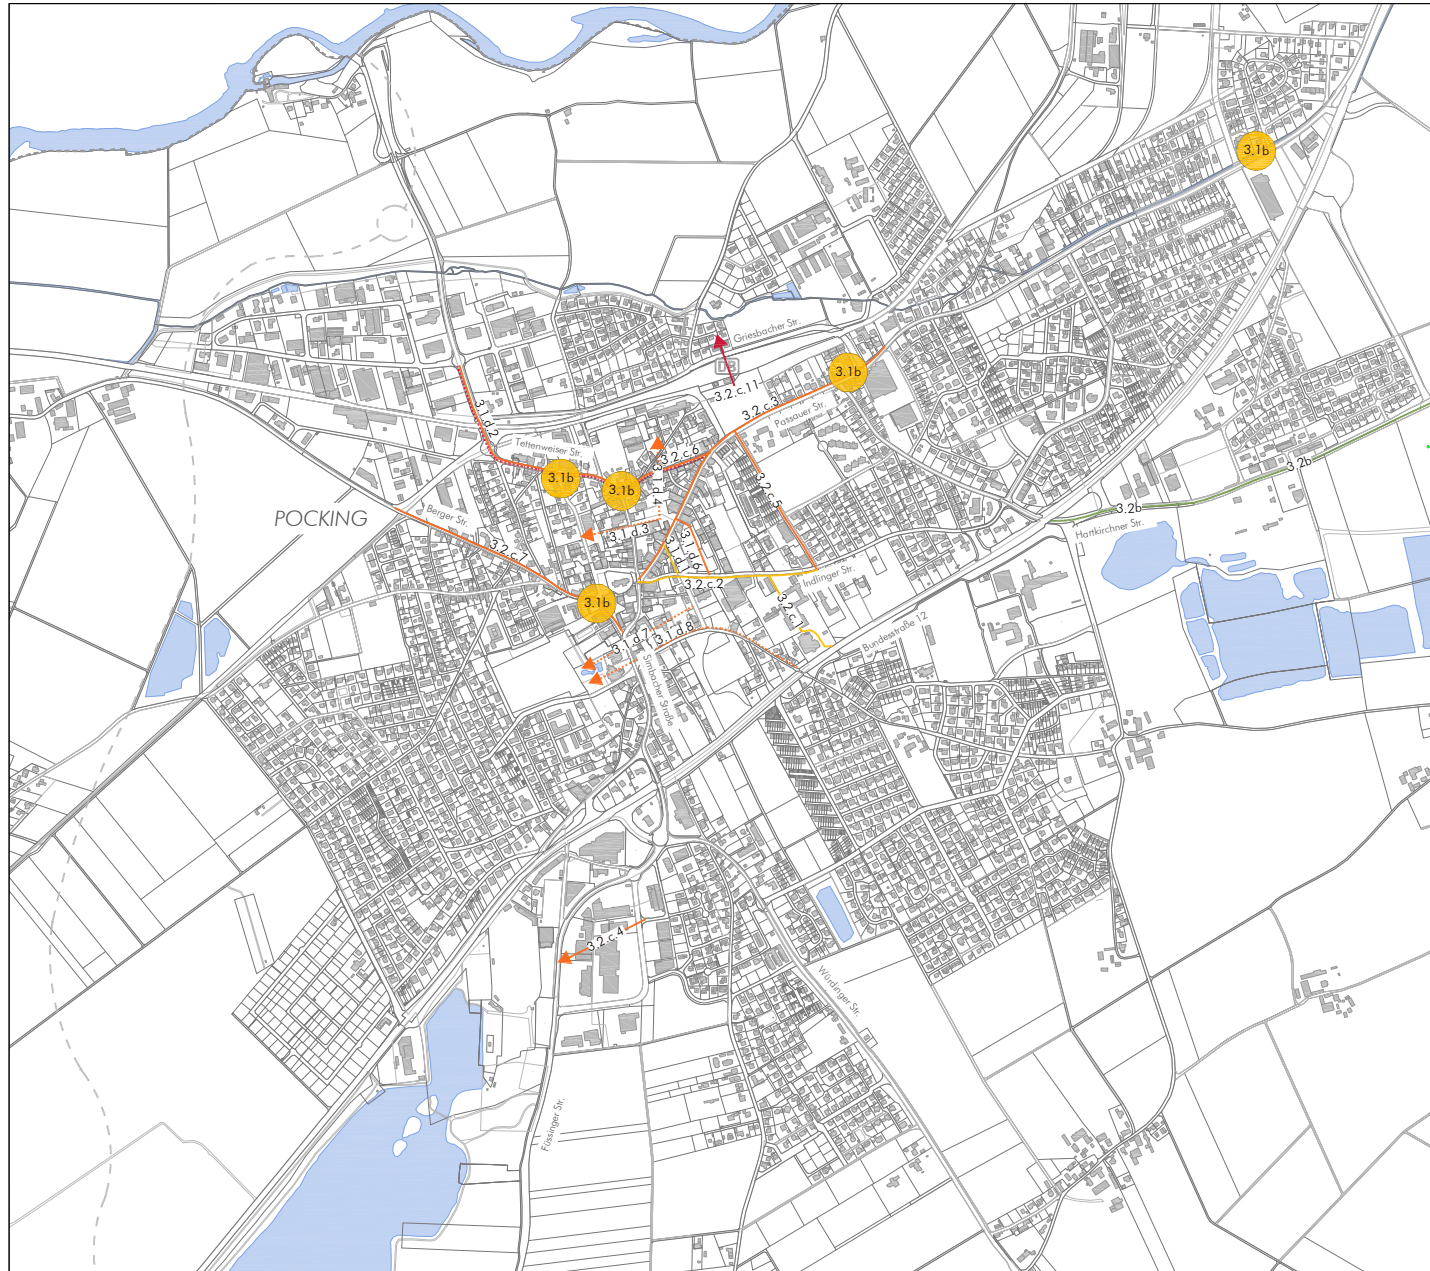 3.1b
Griesbacher Str.
DB
3.2.c.11
3.1b
3.2.c.3
Passauer Str.
3.1.d.2
Tettenweiser Str.
3.2.c.6
3.1b
3.1b
3.1.d.4
3.2.c.5
3.2b
3.2b
Hartkirchner Str.
POCKING
Berger Str.
3.1.d.3
3.2.c.7
3.1.d.6
3.2.c.2
Indlinger Str.
3.2.c.1
3.1b
3.1.d.8
Bundesstraße 12
Simbacher Straße
3.2.c.4
Würdinger Str.
Füssinger Str.